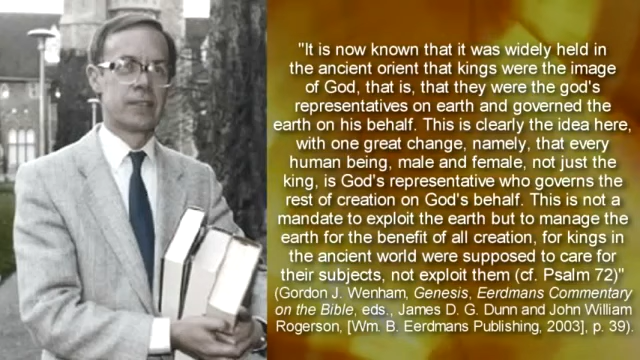 "It is now known that it was widely held in
the ancient orient that kings were the image
of God, that is, that they were the god's
representatives on earth and governed the
earth on his behalf. This is clearly the idea here,
with one great change, namely, that every
human being, male and female, not just the
king, is God's representative who governs the
rest of creation on God's behalf. This is not a
mandate to exploit the earth but to manage the
earth for the benefit of all creation, for kings in
the ancient world were supposed to care for
their subjects, not exploit them (cf. Psalm 72)"
(Gordon J. Wenham, Genesis, Eerdmans Commentary
on the Bible, eds., James D. G. Dunn and John William
Rogerson, [Wm. B. Eerdmans Publishing, 2003], p. 39).